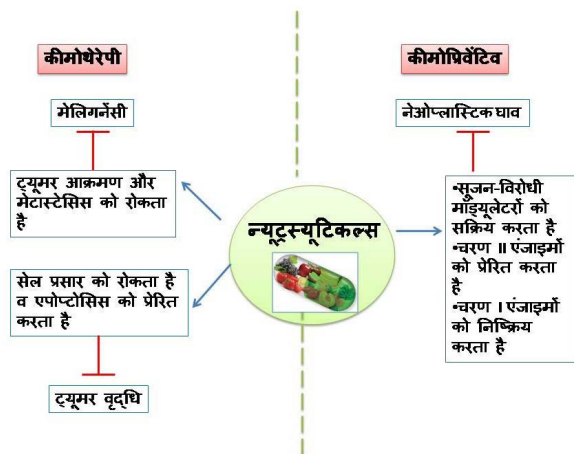 कीमोथेरेपी
मेलिगनेंसी
ट्यूमर आक्रमण और
मेटास्टेसिस को रोकता
है
सेल प्रसार को रोकता है
व एपोप्टोसिस को प्रेरित
करता है
ट्यूमर वृद्धि
न्यूट्रस्यूटिकल्स
कीमोप्रिवेंटिव
नेओप्लास्टिक घाव
•सूजन-विरोधी
मॉड्यूलेटरों को
सक्रिय करता है
•चरण II एंजाइमों
को प्रेरित करता
है
•चरण I एंजाइमों
को निष्क्रिय
करता है